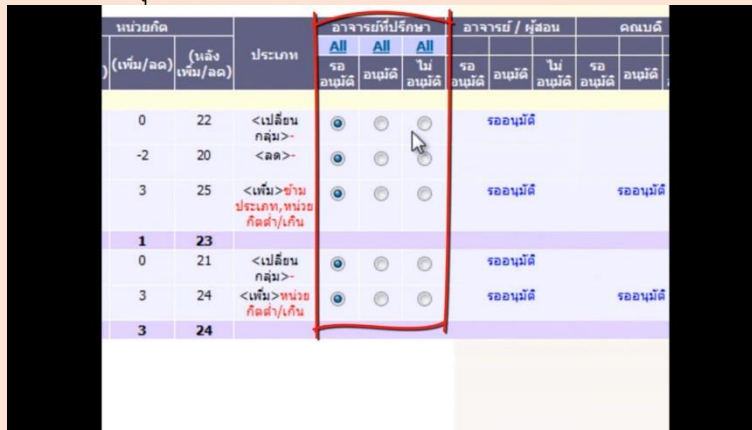 หน่วยกิต อาจารย์ที่ปรึกษา อาจารย์ / ผู้สอน คณบดี
All All All
(เพิ่ม/ลด) (หลังเพิ่ม/ลด) ประเภท รออนุมัติ อนุมัติ ไม่อนุมัติ รออนุมัติ อนุมัติ ไม่อนุมัติ รออนุมัติ อนุมัติ
0 22 <เปลี่ยน รออนุมัติ
กลุ่ม>-
-2 20 <ลด>-
3 25 <เพิ่ม>ข้าม รออนุมัติ รออนุมัติ
ประเภท,หน่วย
กิตต่ำ/เกิน
1 23
0 21 <เปลี่ยน รออนุมัติ
กลุ่ม>-
3 24 <เพิ่ม>หน่วย รออนุมัติ รออนุมัติ
กิตต่ำ/เกิน
3 24